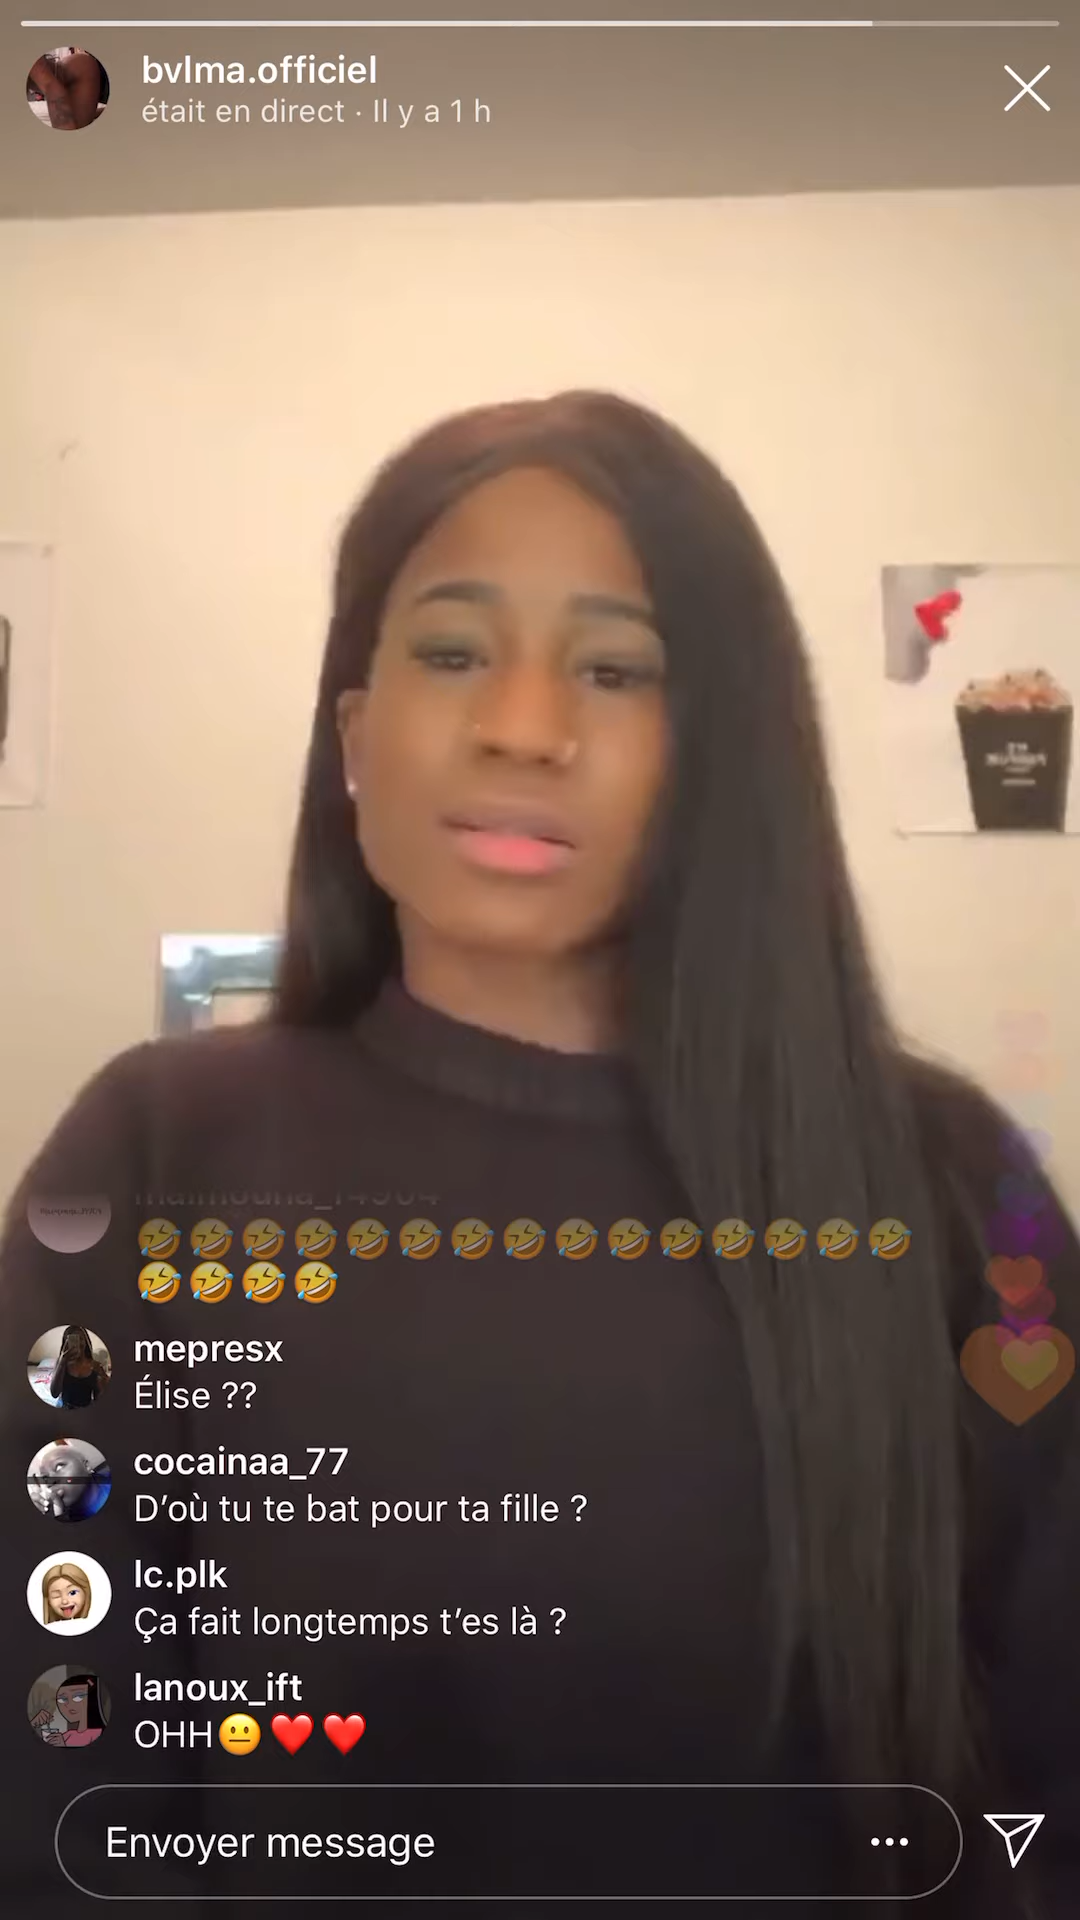 bvlma.officiel
était en direct · Il y a 1 h
🤣🤣🤣🤣🤣🤣🤣🤣🤣🤣🤣🤣🤣🤣🤣
🤣🤣🤣🤣
mepresx
Élise ??
cocainaa_77
D’où tu te bat pour ta fille ?
lc.plk
Ça fait longtemps t’es là ?
lanoux_ift
OHH😐❤️❤️
Envoyer message